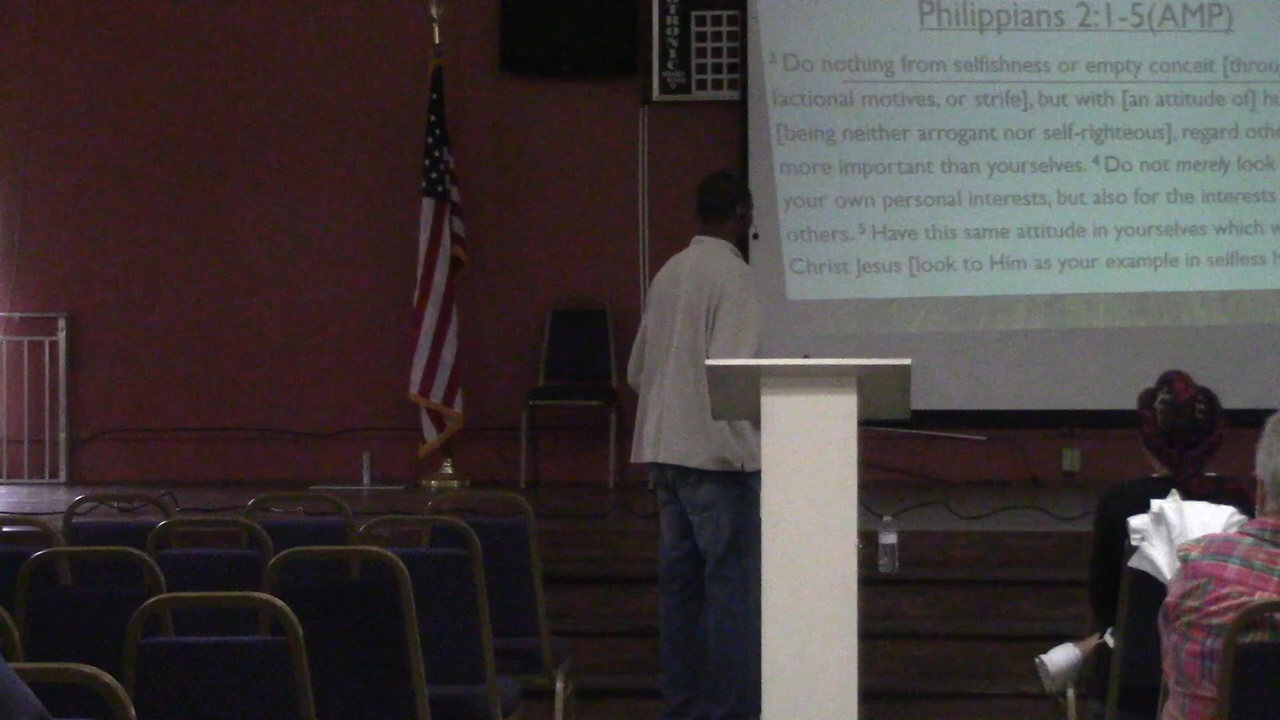 TRONIC
Philippians 2:1-5(AMP)
3 Do nothing from selfishness or empty conceit [throu
factional motives, or strife], but with [an attitude of] h
[being neither arrogant nor self-righteous], regard oth
more important than yourselves. 4 Do not merely look
your own personal interests, but also for the interests
others. 5 Have this same attitude in yourselves which w
Christ Jesus [look to Him as your example in selfless h